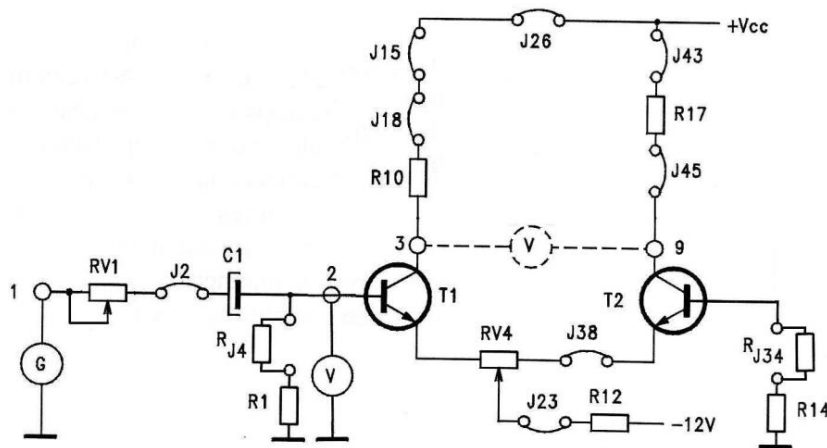 J26
+Vcc
J15
J43
J18
R17
R10
J45
3
V
9
1
RV1
J2
C1
2
T1
T2
G
RJ4
V
RV4
J38
RJ34
R1
J23
R12
-12V
R14